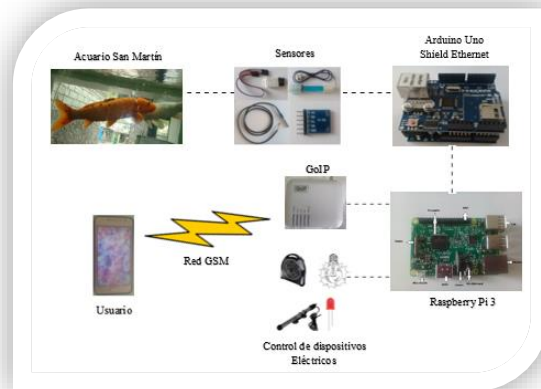 Acuario San Martín
Sensores
Arduino Uno
Shield Ethernet
GoIP
Red GSM
Usuario
Raspberry Pi 3
Control de dispositivos
Eléctricos